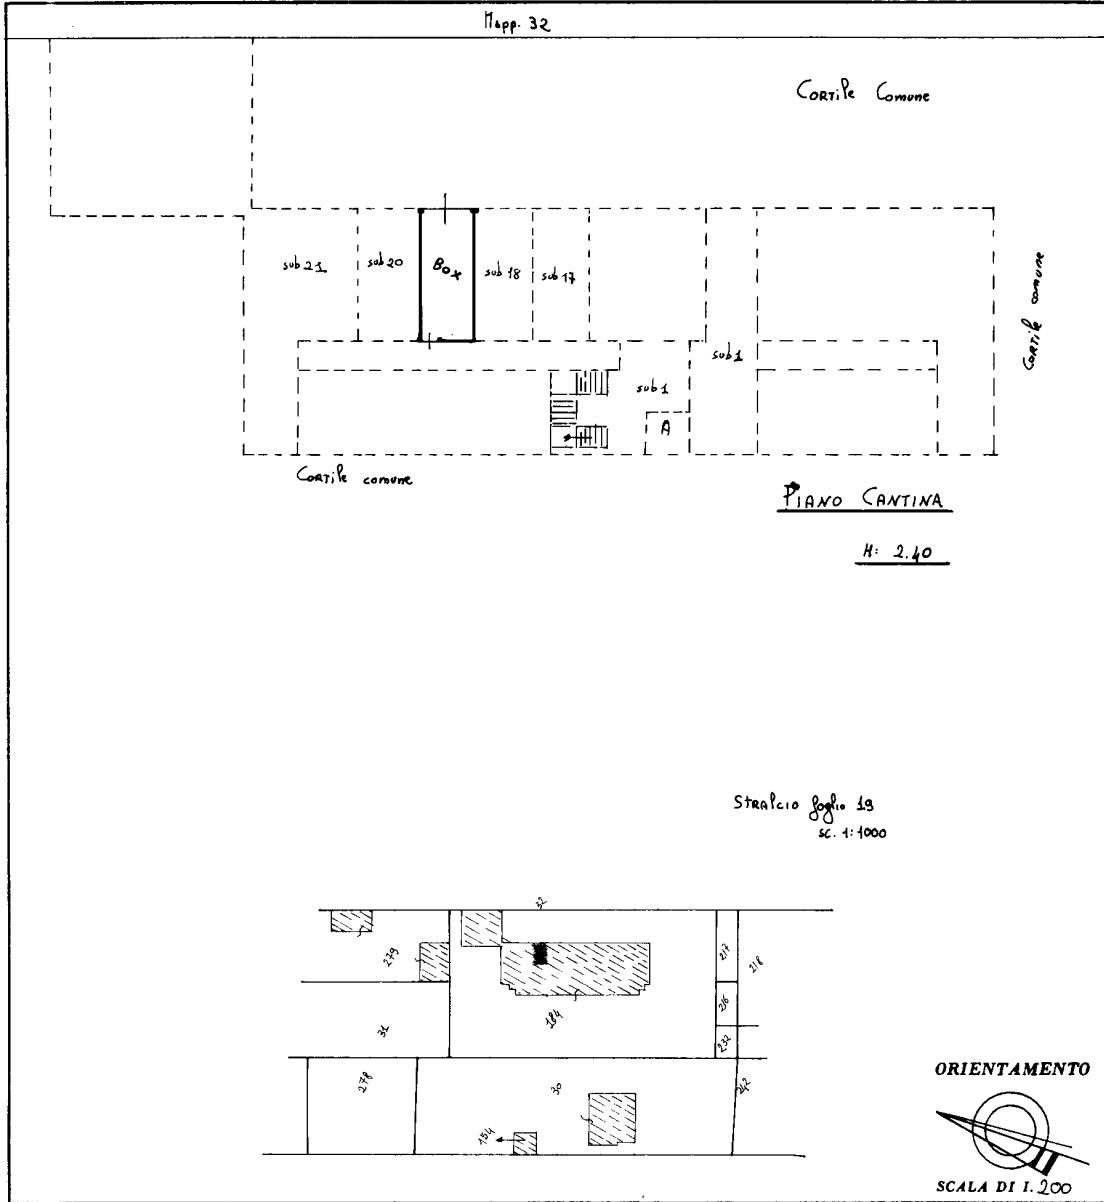 Mapp. 32
Cortile Comune
sub 21
sub 20
Box
sub 18
sub 17
Cortile comune
sub 1
sub 1
A
Cortile comune
PIANO CANTINA
H: 2.40
Stralcio foglio 19
sc. 1:1000
32
279
217
218
31
184
216
232
278
30
242
154
ORIENTAMENTO
SCALA DI 1.200